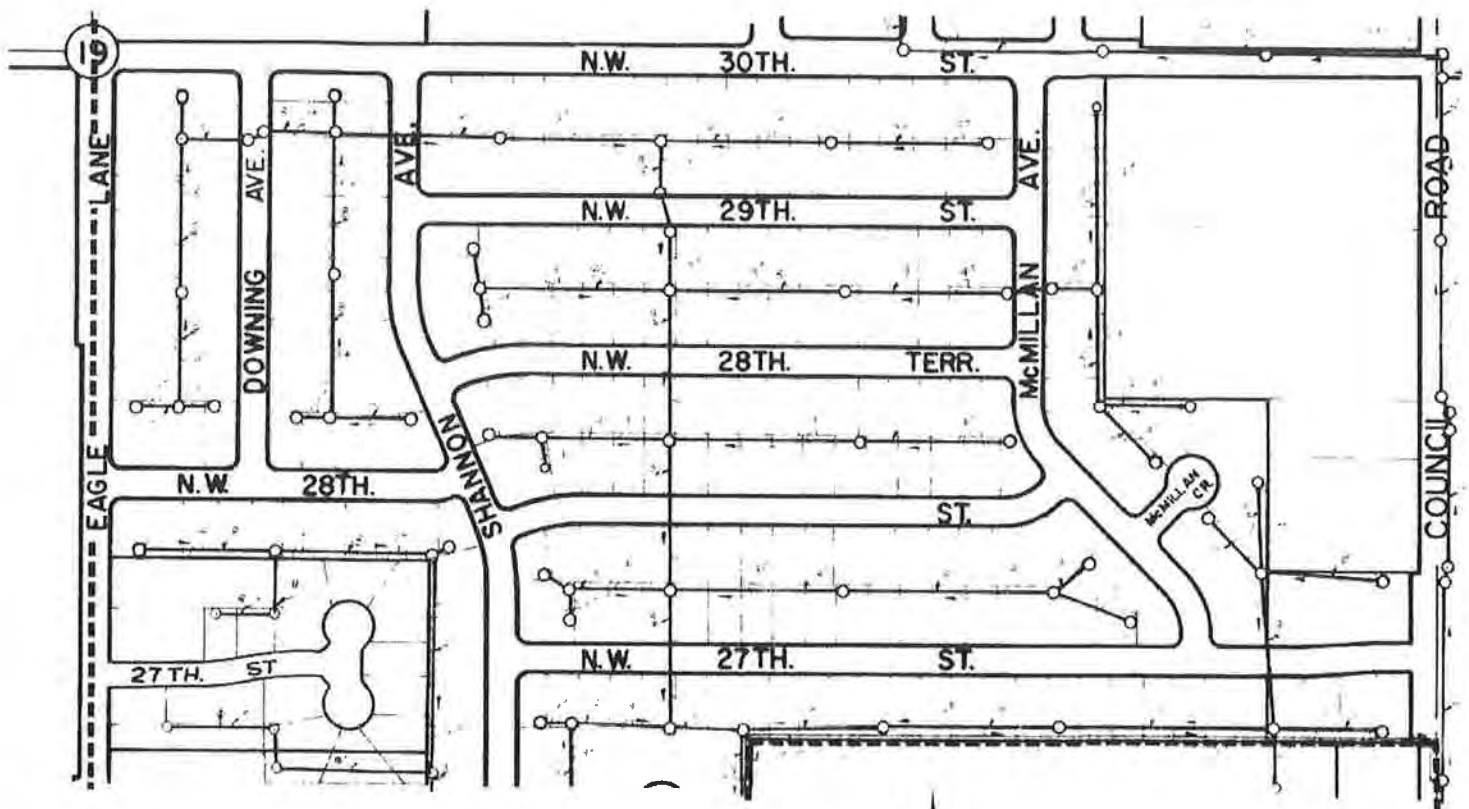 16
N.W. 30TH. ST.
EAGLE LANE
DOWNING AVE.
AVE.
McMILLAN AVE.
COUNCIL ROAD
N.W. 29TH. ST.
N.W. 28TH. TERR.
SHANNON
N.W. 28TH. ST.
McMILLAN
CR.
27TH. ST
N.W. 27TH. ST.